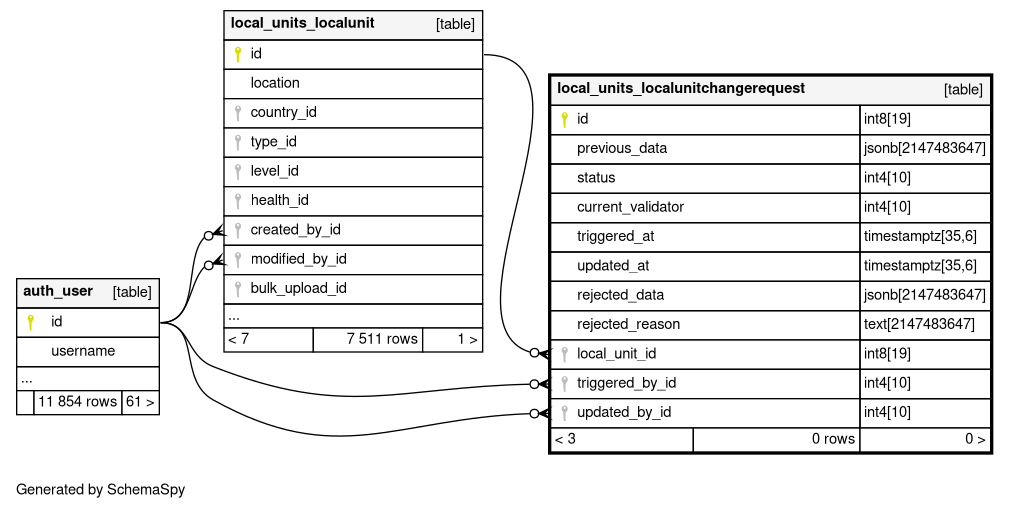 local_units_localunit [table]
id
location
country_id
type_id
level_id
health_id
created_by_id
modified_by_id
bulk_upload_id
...
< 7 7 511 rows 1 >
local_units_localunitchangerequest [table]
id int8[19]
previous_data jsonb[2147483647]
status int4[10]
current_validator int4[10]
triggered_at timestamptz[35,6]
updated_at timestamptz[35,6]
rejected_data jsonb[2147483647]
rejected_reason text[2147483647]
local_unit_id int8[19]
triggered_by_id int4[10]
updated_by_id int4[10]
< 3 0 rows 0 >
auth_user [table]
id
username
...
11 854 rows 61 >
Generated by SchemaSpy